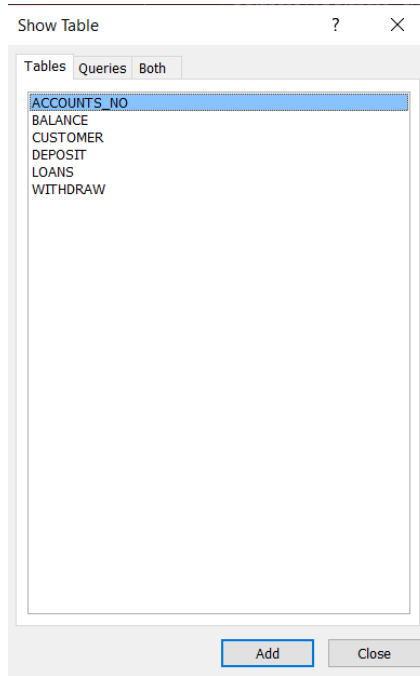 Show Table ?
Tables Queries Both
ACCOUNTS_NO
BALANCE
CUSTOMER
DEPOSIT
LOANS
WITHDRAW
Add Close